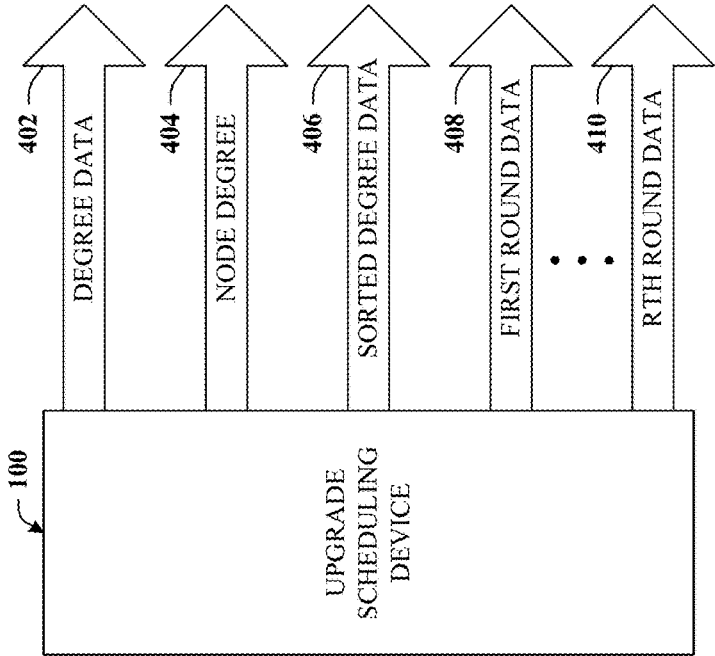 100
UPGRADE
SCHEDULING
DEVICE
402
DEGREE DATA
404
NODE DEGREE
406
SORTED DEGREE DATA
408
FIRST ROUND DATA
410
RTH ROUND DATA